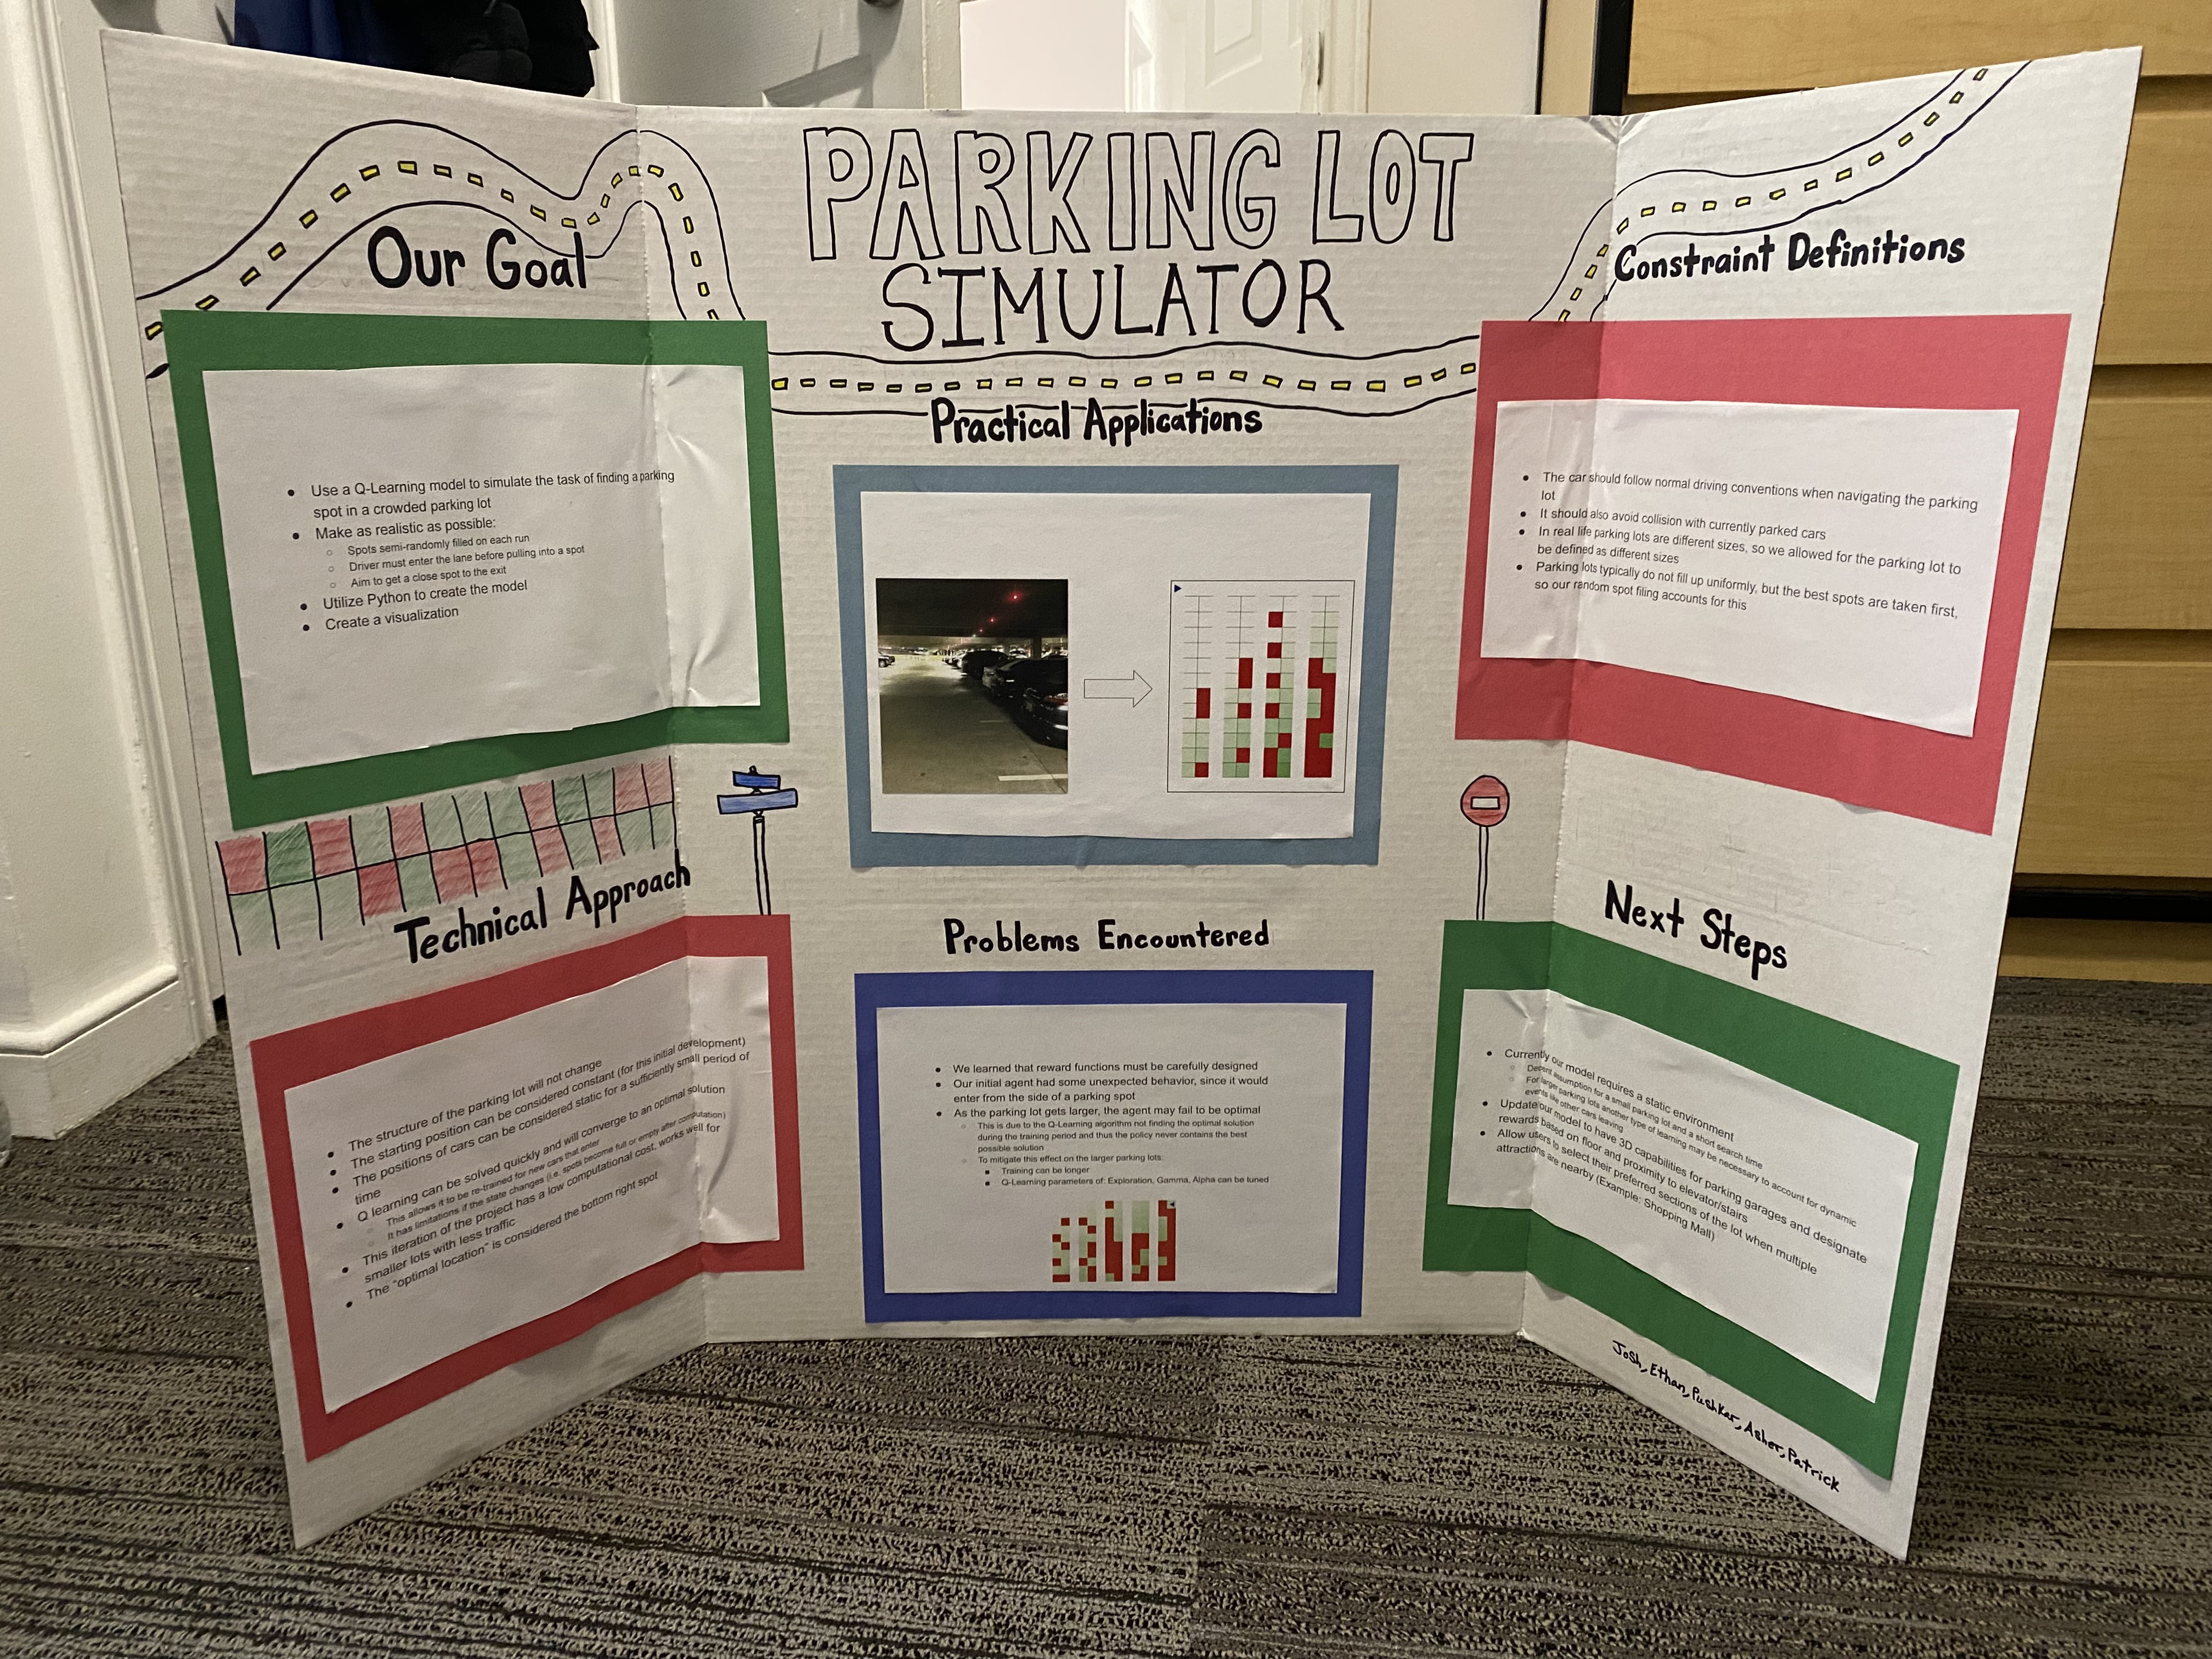 PARKING LOT
SIMULATOR
Our Goal
Use a Q-Learning model to simulate the task of finding a parking
spot in a crowded parking lot
Make as realistic as possible:
Spots semi-randomly filled on each run
Driver must enter the lane before pulling into a spot
Aim to get a close spot to the exit
Utilize Python to create the model
Create a visualization
Technical Approach
The structure of the parking lot will not change
The starting position can be considered constant (for this initial development)
The positions of cars can be considered static for a sufficiently small period of
time
Q learning can be solved quickly and will converge to an optimal solution
This allows it to be re-trained for new cars that enter
It has limitations if the state changes (i.e. spots become full or empty after computation)
This iteration of the project has a low computational cost, works well for
smaller lots with less traffic
The "optimal location" is considered the bottom right spot
Practical Applications
Problems Encountered
We learned that reward functions must be carefully designed
Our initial agent had some unexpected behavior, since it would
enter from the side of a parking spot
As the parking lot gets larger, the agent may fail to be optimal
This is due to the Q-Learning algorithm not finding the optimal solution
during the training period and thus the policy never contains the best
possible solution
To mitigate this effect on the larger parking lots:
Training can be longer
Q-Learning parameters of: Exploration, Gamma, Alpha can be tuned
Constraint Definitions
The car should follow normal driving conventions when navigating the parking
lot
It should also avoid collision with currently parked cars
In real life parking lots are different sizes, so we allowed for the parking lot to
be defined as different sizes
Parking lots typically do not fill up uniformly, but the best spots are taken first,
so our random spot filing accounts for this
Next Steps
Currently our model requires a static environment
Decent assumption for a small parking lot and a short search time
For larger parking lots another type of learning may be necessary to account for dynamic
events like other cars leaving
Update our model to have 3D capabilities for parking garages and designate
rewards based on floor and proximity to elevator/stairs
Allow users to select their preferred sections of the lot when multiple
attractions are nearby (Example: Shopping Mall)
Josh, Ethan, Pushkar, Asher, Patrick